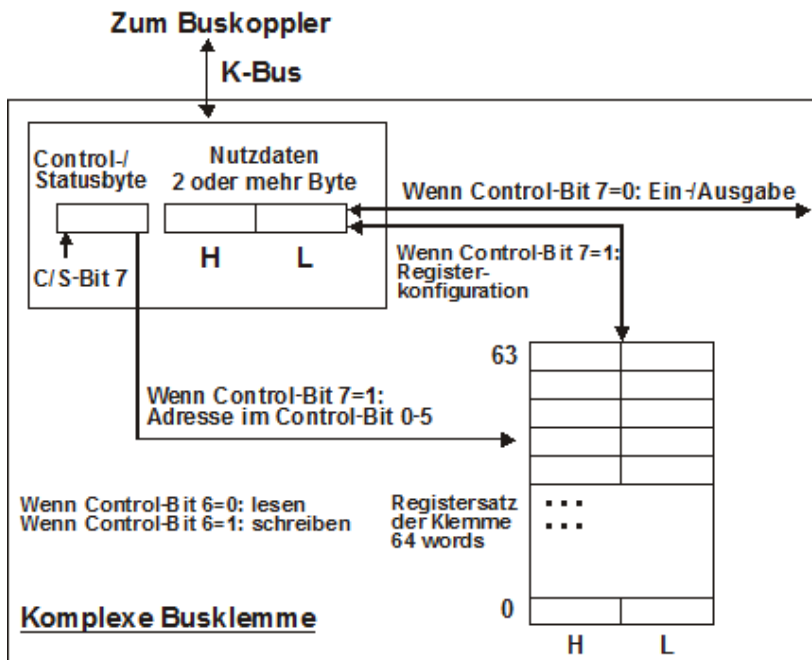 Zum Buskoppler
K-Bus
Control-/
Statusbyte
Nutzdaten
2 oder mehr Byte
Wenn Control-Bit 7=0: Ein-/Ausgabe
H
L
C/S-Bit 7
Wenn Control-Bit 7=1:
Register-
konfiguration
63
Wenn Control-Bit 7=1:
Adresse im Control-Bit 0-5
Wenn Control-Bit 6=0: lesen
Wenn Control-Bit 6=1: schreiben
Registersatz
der Klemme
64 words
0
Komplexe Busklemme
H
L